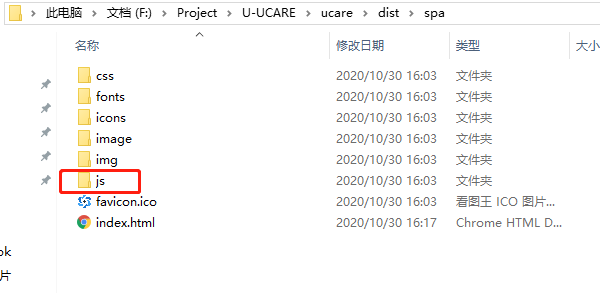 此电脑 › 文档 (F:) › Project › U-UCARE › ucare › dist › spa
名称 修改日期 类型 大小
css 2020/10/30 16:03 文件夹
fonts 2020/10/30 16:03 文件夹
icons 2020/10/30 16:03 文件夹
image 2020/10/30 16:03 文件夹
img 2020/10/30 16:03 文件夹
js 2020/10/30 16:03 文件夹
favicon.ico 2020/10/30 16:03 看图王 ICO 图片...
index.html 2020/10/30 16:17 Chrome HTML D...
ok
片